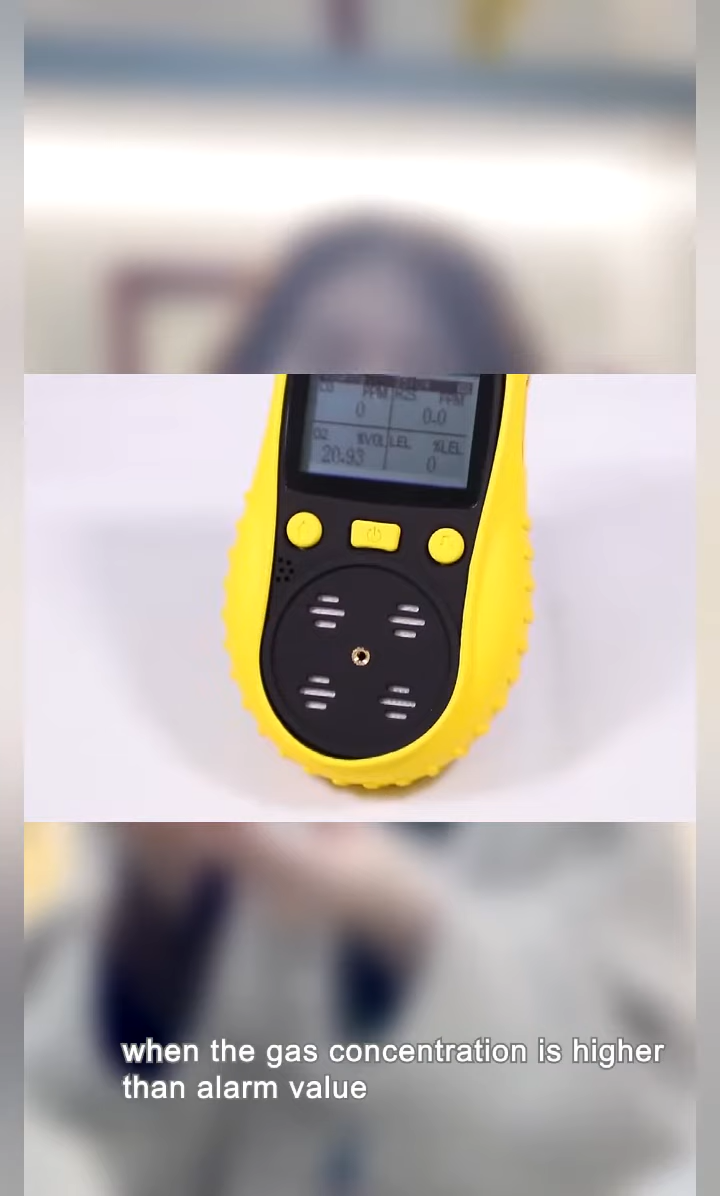 CO PPM H2S PPM
0 0.0
O2 %VOL LEL %LEL
20.93 0
when the gas concentration is higher
than alarm value